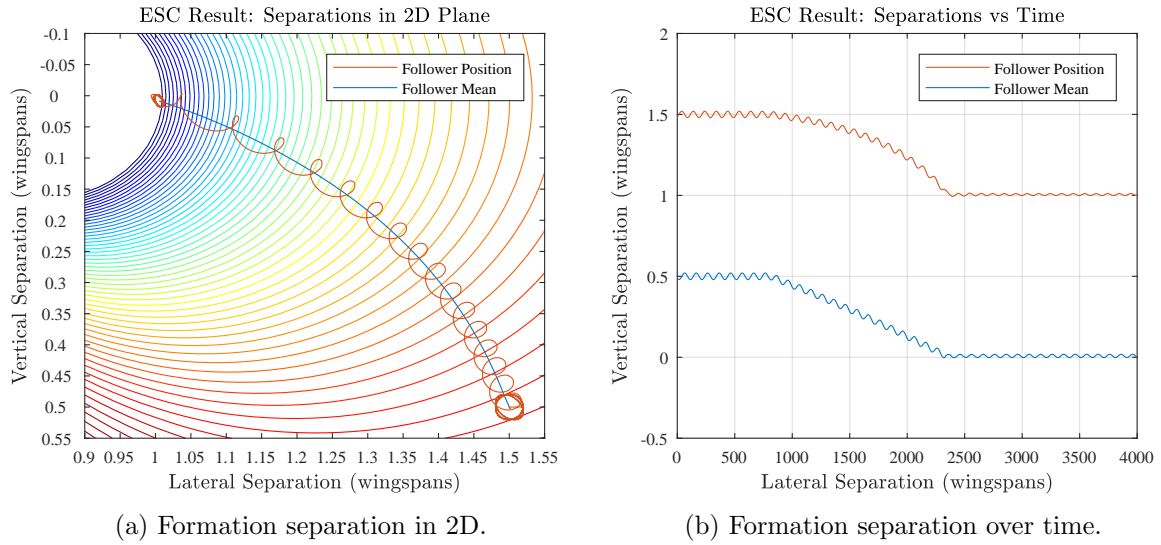 ESC Result: Separations in 2D Plane
-0.1
-0.05
0
0.05
0.1
0.15
0.2
0.25
0.3
0.35
0.4
0.45
0.5
0.55
Vertical Separation (wingspans)
Follower Position
Follower Mean
0.9 0.95 1 1.05 1.1 1.15 1.2 1.25 1.3 1.35 1.4 1.45 1.5 1.55
Lateral Separation (wingspans)
(a) Formation separation in 2D.
ESC Result: Separations vs Time
2
1.5
1
0.5
0
-0.5
Vertical Separation (wingspans)
Follower Position
Follower Mean
0 500 1000 1500 2000 2500 3000 3500 4000
Lateral Separation (wingspans)
(b) Formation separation over time.